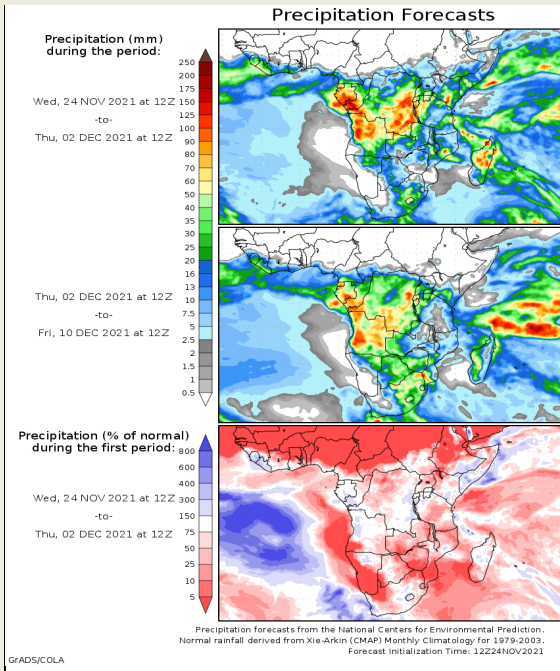 Precipitation Forecasts
Precipitation (mm)
during the period:
250
200
175
150
125
100
90
80
70
60
50
40
35
30
25
20
16
13
10
7.5
5
2.5
2
1.5
1
0.5
Wed, 24 NOV 2021 at 12Z
-to-
Thu, 02 DEC 2021 at 12Z
Thu, 02 DEC 2021 at 12Z
-to-
Fri, 10 DEC 2021 at 12Z
Precipitation (% of normal)
during the first period:
800
600
400
300
150
75
50
25
10
5
Wed, 24 NOV 2021 at 12Z
-to-
Thu, 02 DEC 2021 at 12Z
Precipitation forecasts from the National Centers for Environmental Prediction.
Normal rainfall derived from Xie-Arkin (CMAP) Monthly Climatology for 1979-2003.
Forecast Initialization Time: 12Z24NOV2021
GrADS/COLA